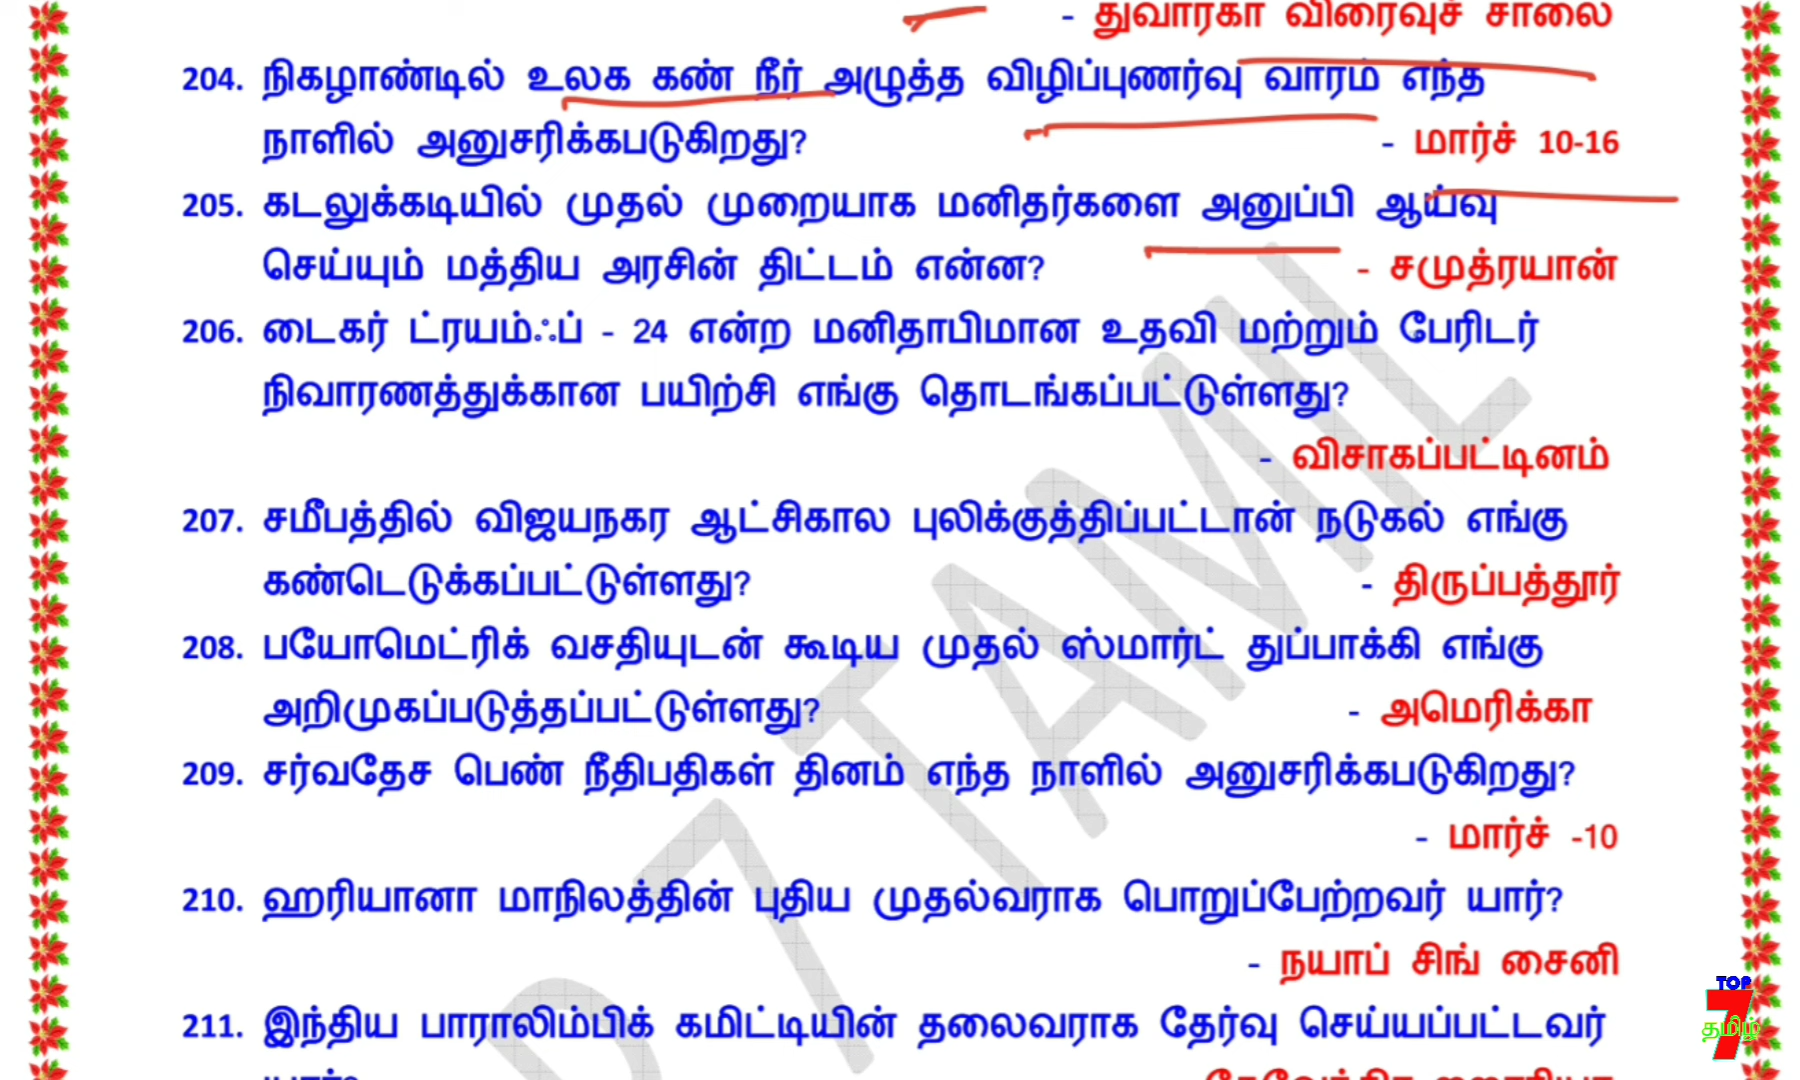 - துவாரகா விரைவுச் சாலை
204. நிகழாண்டில் உலக கண் நீர் அழுத்த விழிப்புணர்வு வாரம் எந்த
நாளில் அனுசரிக்கபடுகிறது? - மார்ச் 10-16
205. கடலுக்கடியில் முதல் முறையாக மனிதர்களை அனுப்பி ஆய்வு
செய்யும் மத்திய அரசின் திட்டம் என்ன? - சமுத்ரயான்
206. டைகர் ட்ரயம்ஃப் - 24 என்ற மனிதாபிமான உதவி மற்றும் பேரிடர்
நிவாரணத்துக்கான பயிற்சி எங்கு தொடங்கப்பட்டுள்ளது?
- விசாகப்பட்டினம்
207. சமீபத்தில் விஜயநகர ஆட்சிகால புலிக்குத்திப்பட்டான் நடுகல் எங்கு
கண்டெடுக்கப்பட்டுள்ளது? - திருப்பத்தூர்
208. பயோமெட்ரிக் வசதியுடன் கூடிய முதல் ஸ்மார்ட் துப்பாக்கி எங்கு
அறிமுகப்படுத்தப்பட்டுள்ளது? - அமெரிக்கா
209. சர்வதேச பெண் நீதிபதிகள் தினம் எந்த நாளில் அனுசரிக்கபடுகிறது?
- மார்ச் -10
210. ஹரியானா மாநிலத்தின் புதிய முதல்வராக பொறுப்பேற்றவர் யார்?
- நயாப் சிங் சைனி
211. இந்திய பாராலிம்பிக் கமிட்டியின் தலைவராக தேர்வு செய்யப்பட்டவர்
P 7 TAMIL
TOP
7
தமிழ்